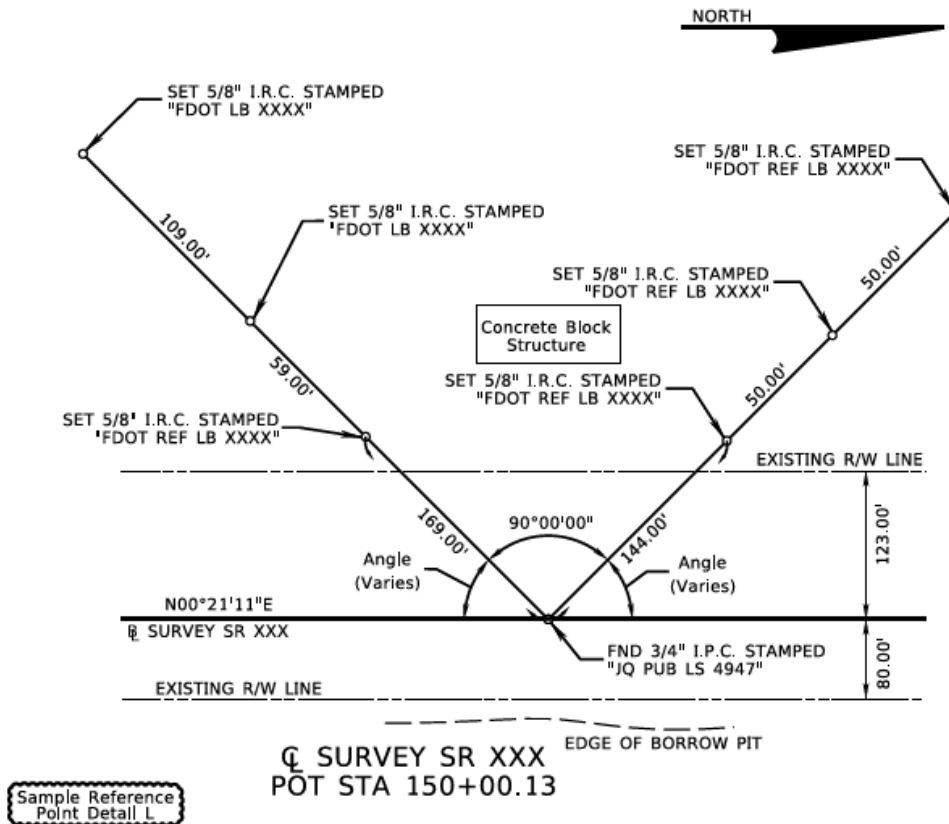 NORTH
SET 5/8" I.R.C. STAMPED
"FDOT LB XXXX"
SET 5/8" I.R.C. STAMPED
"FDOT REF LB XXXX"
SET 5/8" I.R.C. STAMPED
'FDOT LB XXXX"
109.00'
50.00'
SET 5/8" I.R.C. STAMPED
"FDOT REF LB XXXX"
Concrete Block
Structure
59.00'
50.00'
SET 5/8" I.R.C. STAMPED
"FDOT REF LB XXXX"
SET 5/8' I.R.C. STAMPED
'FDOT REF LB XXXX"
EXISTING R/W LINE
169.00'
90°00'00"
144.00'
123.00'
Angle
(Varies)
Angle
(Varies)
N00°21'11"E
B SURVEY SR XXX
FND 3/4" I.P.C. STAMPED
"JQ PUB LS 4947"
80.00'
EXISTING R/W LINE
EDGE OF BORROW PIT
℄ SURVEY SR XXX
POT STA 150+00.13
Sample Reference
Point Detail L